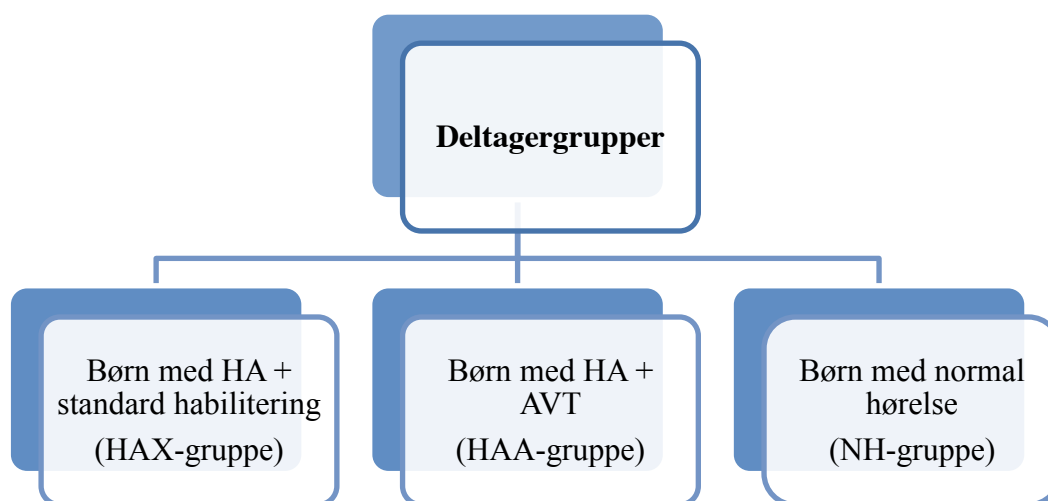 Deltagergrupper
Børn med HA +
standard habilitering
(HAX-gruppe)
Børn med HA +
AVT
(HAA-gruppe)
Børn med normal
hørelse
(NH-gruppe)